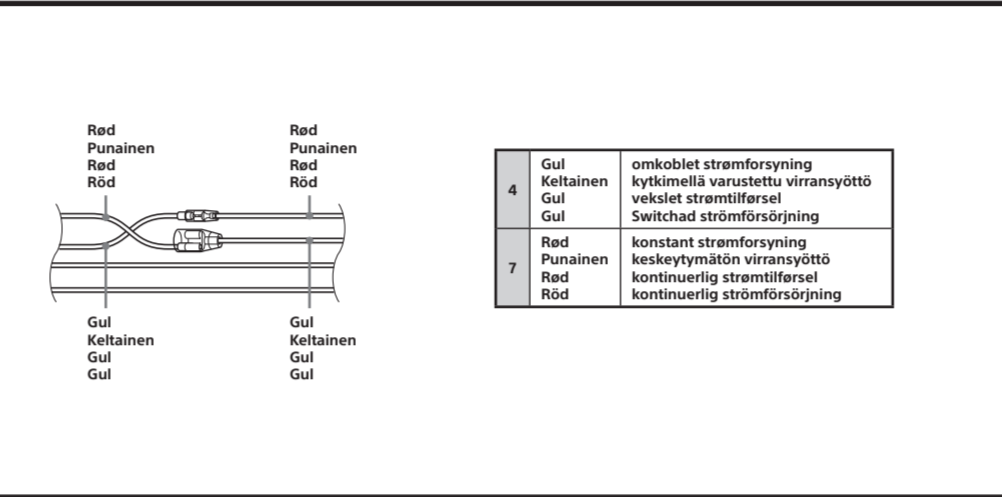 Rød
Punainen
Rød
Röd
Rød
Punainen
Rød
Röd
Gul
Keltainen
Gul
Gul
Gul
Keltainen
Gul
Gul
4
Gul omkoblet strømforsyning
Keltainen kytkimellä varustettu virransyöttö
Gul vekslet strømtilførsel
Gul Switchad strömförsörjning
7
Rød konstant strømforsyning
Punainen keskeytymätön virransyöttö
Rød kontinuerlig strømtilførsel
Röd kontinuerlig strömförsörjning